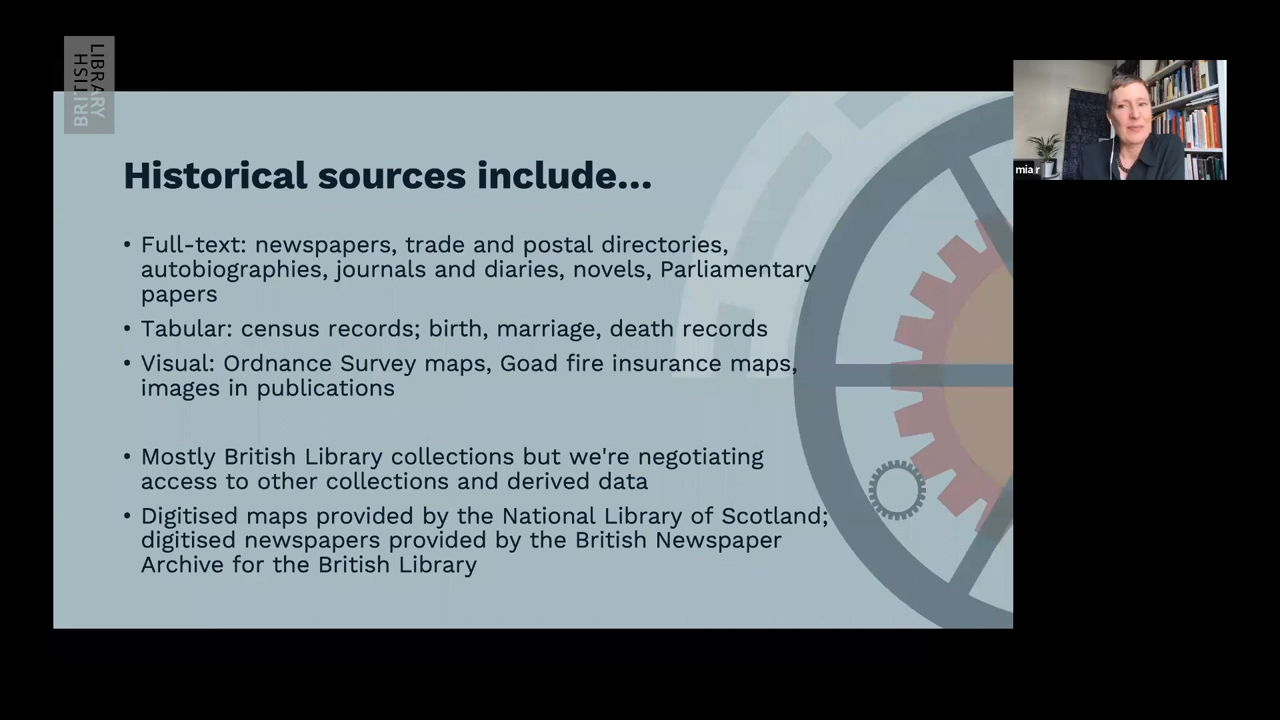 BRITISH
LIBRARY
Historical sources include...
• Full-text: newspapers, trade and postal directories,
autobiographies, journals and diaries, novels, Parliamentary
papers
• Tabular: census records; birth, marriage, death records
• Visual: Ordnance Survey maps, Goad fire insurance maps,
images in publications
• Mostly British Library collections but we're negotiating
access to other collections and derived data
• Digitised maps provided by the National Library of Scotland;
digitised newspapers provided by the British Newspaper
Archive for the British Library
mia r